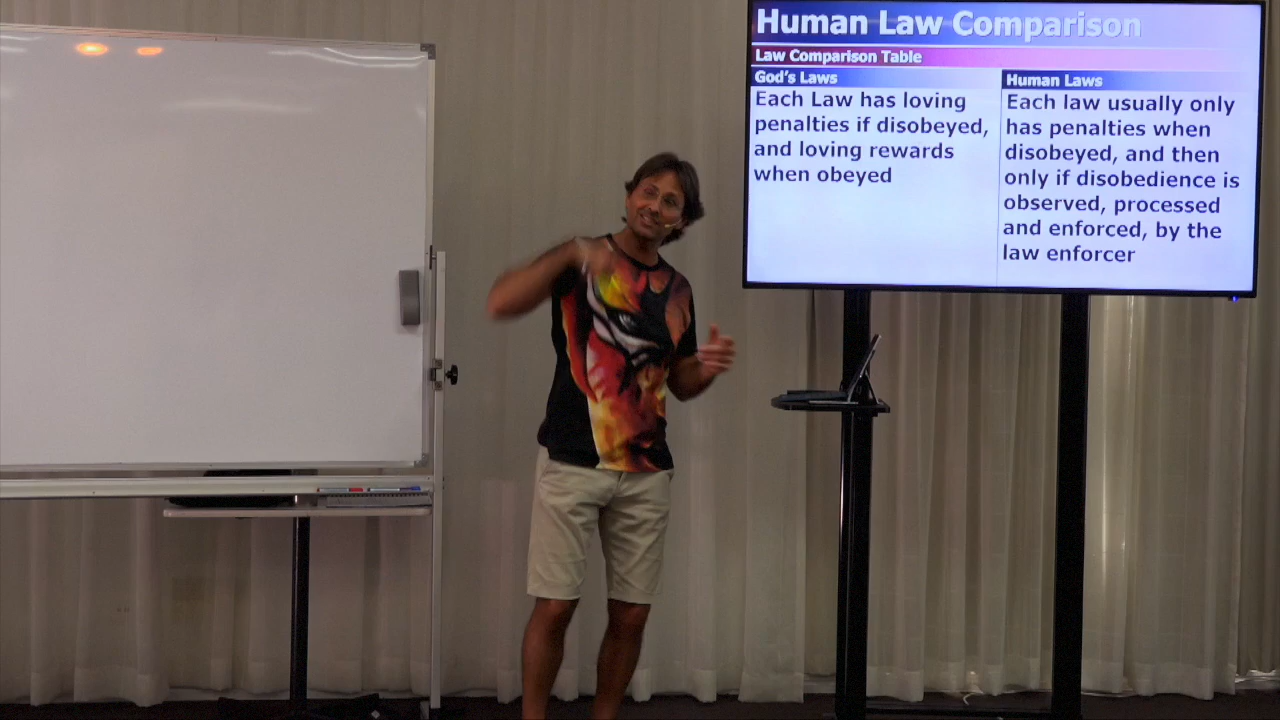 Human Law Comparison
Law Comparison Table
God's Laws
Each Law has loving
penalties if disobeyed,
and loving rewards
when obeyed
Human Laws
Each law usually only
has penalties when
disobeyed, and then
only if disobedience is
observed, processed
and enforced, by the
law enforcer